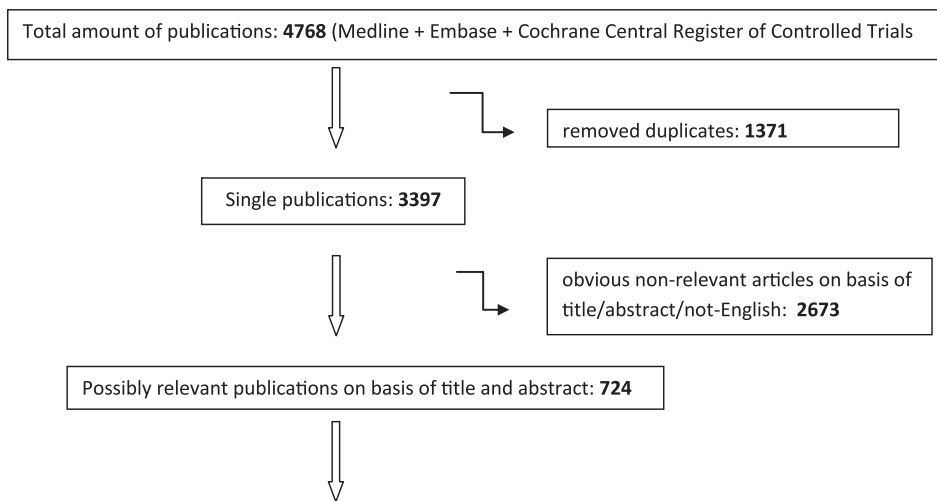 Total amount of publications: 4768 (Medline + Embase + Cochrane Central Register of Controlled Trials
removed duplicates: 1371
Single publications: 3397
obvious non-relevant articles on basis of
title/abstract/not-English: 2673
Possibly relevant publications on basis of title and abstract: 724